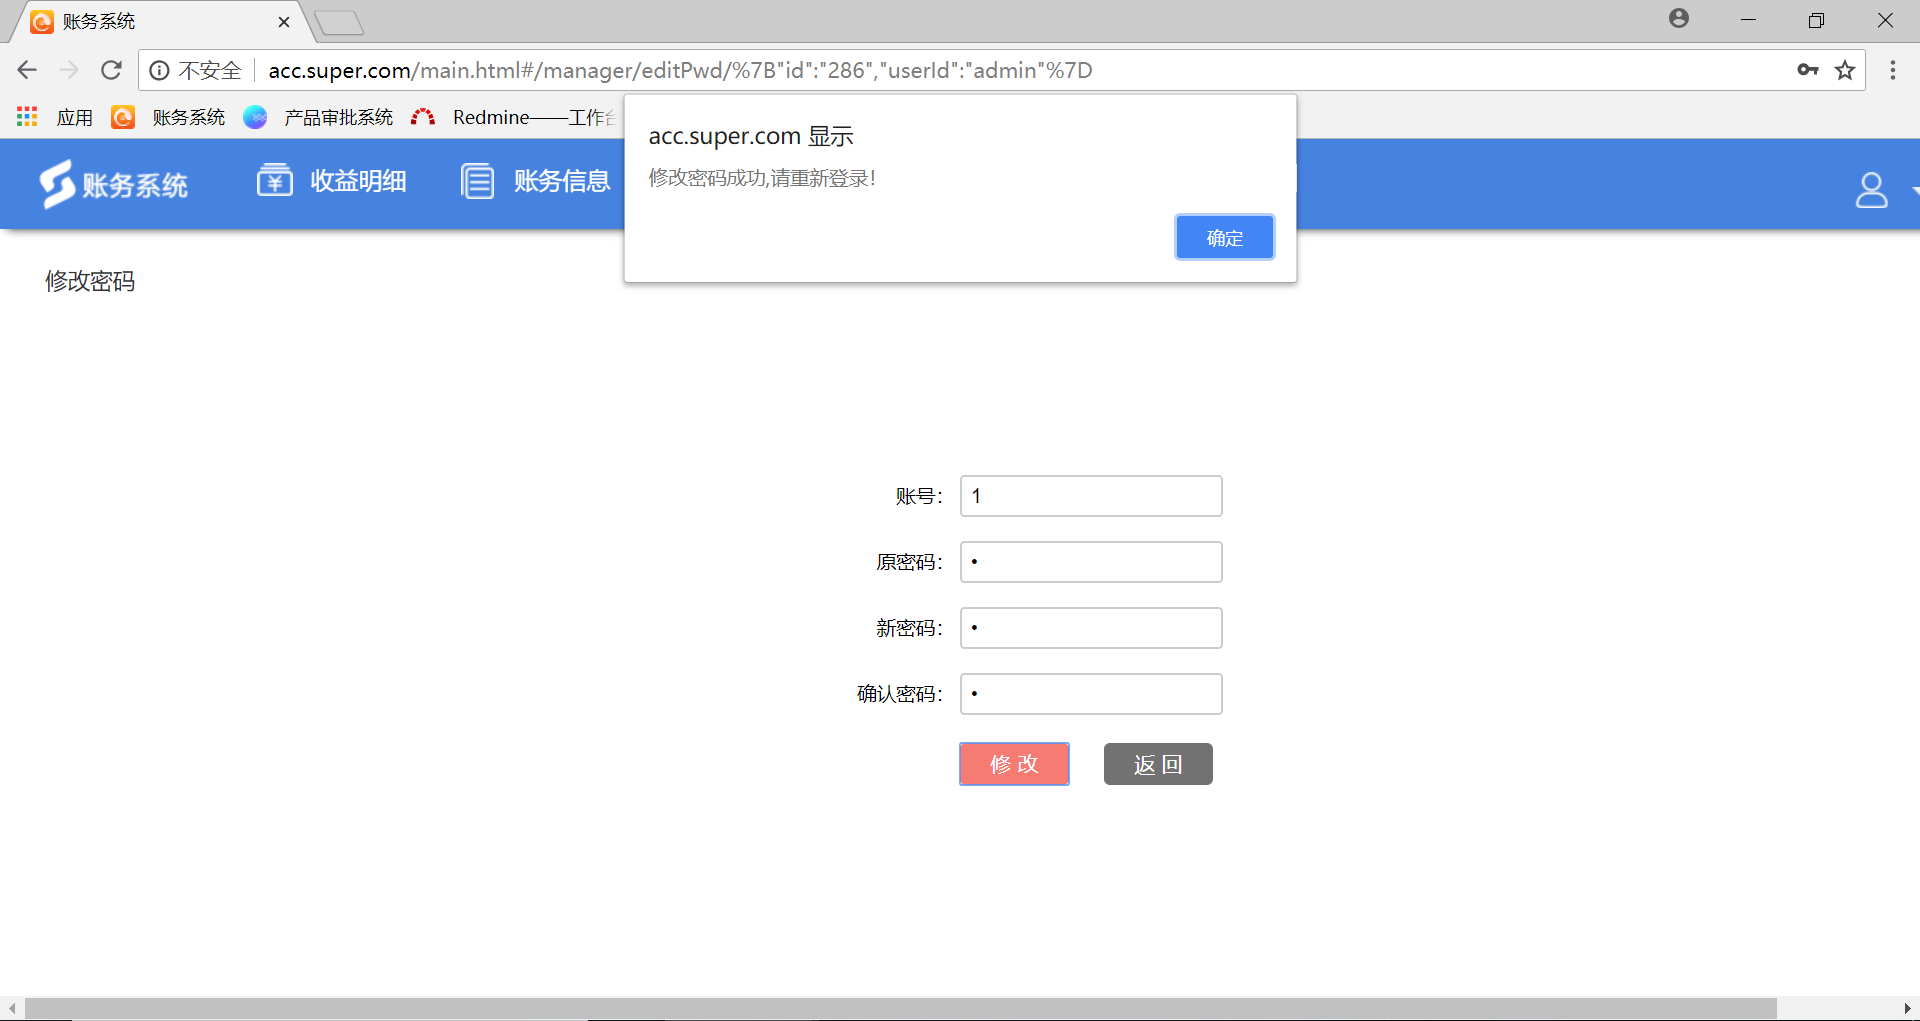 账务系统
不安全 acc.super.com/main.html#/manager/editPwd/%7B"id":"286","userId":"admin"%7D
应用 账务系统 产品审批系统 Redmine——工作台
acc.super.com 显示
修改密码成功,请重新登录!
确定
账务系统 收益明细 账务信息
修改密码
账号： 1
原密码： •
新密码： •
确认密码： •
修 改 返 回